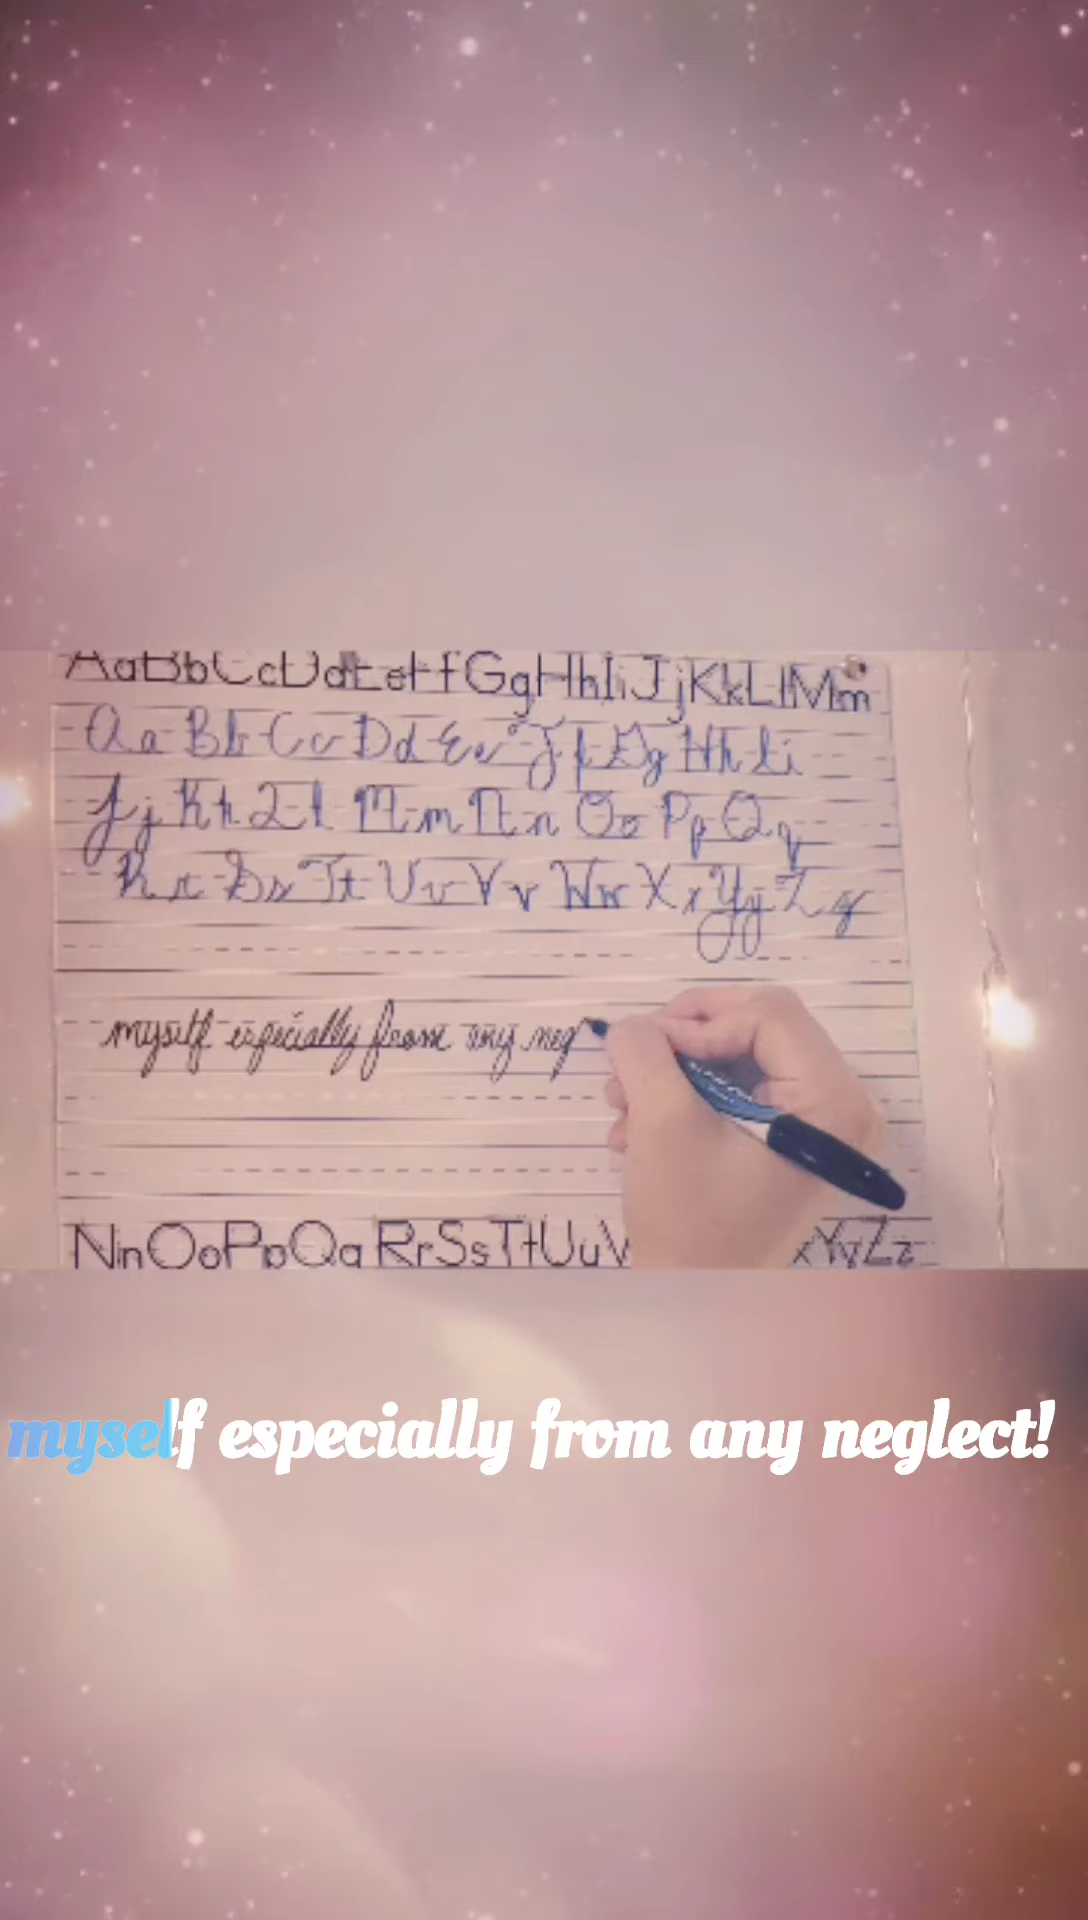 AaBbCcDdEeFfGgHhIiJjKkLlMm
Aa Bb Cc Dd Ee Ff Gg Hh Ii
Jj Kk Ll Mm Nn Oo Pp Qq
Rr Ss Tt Uu Vv Ww Xx Yy Zz
myself especially from any neg
NnOoPpQqRrSsTtUuV xYyZz
myself especially from any neglect!